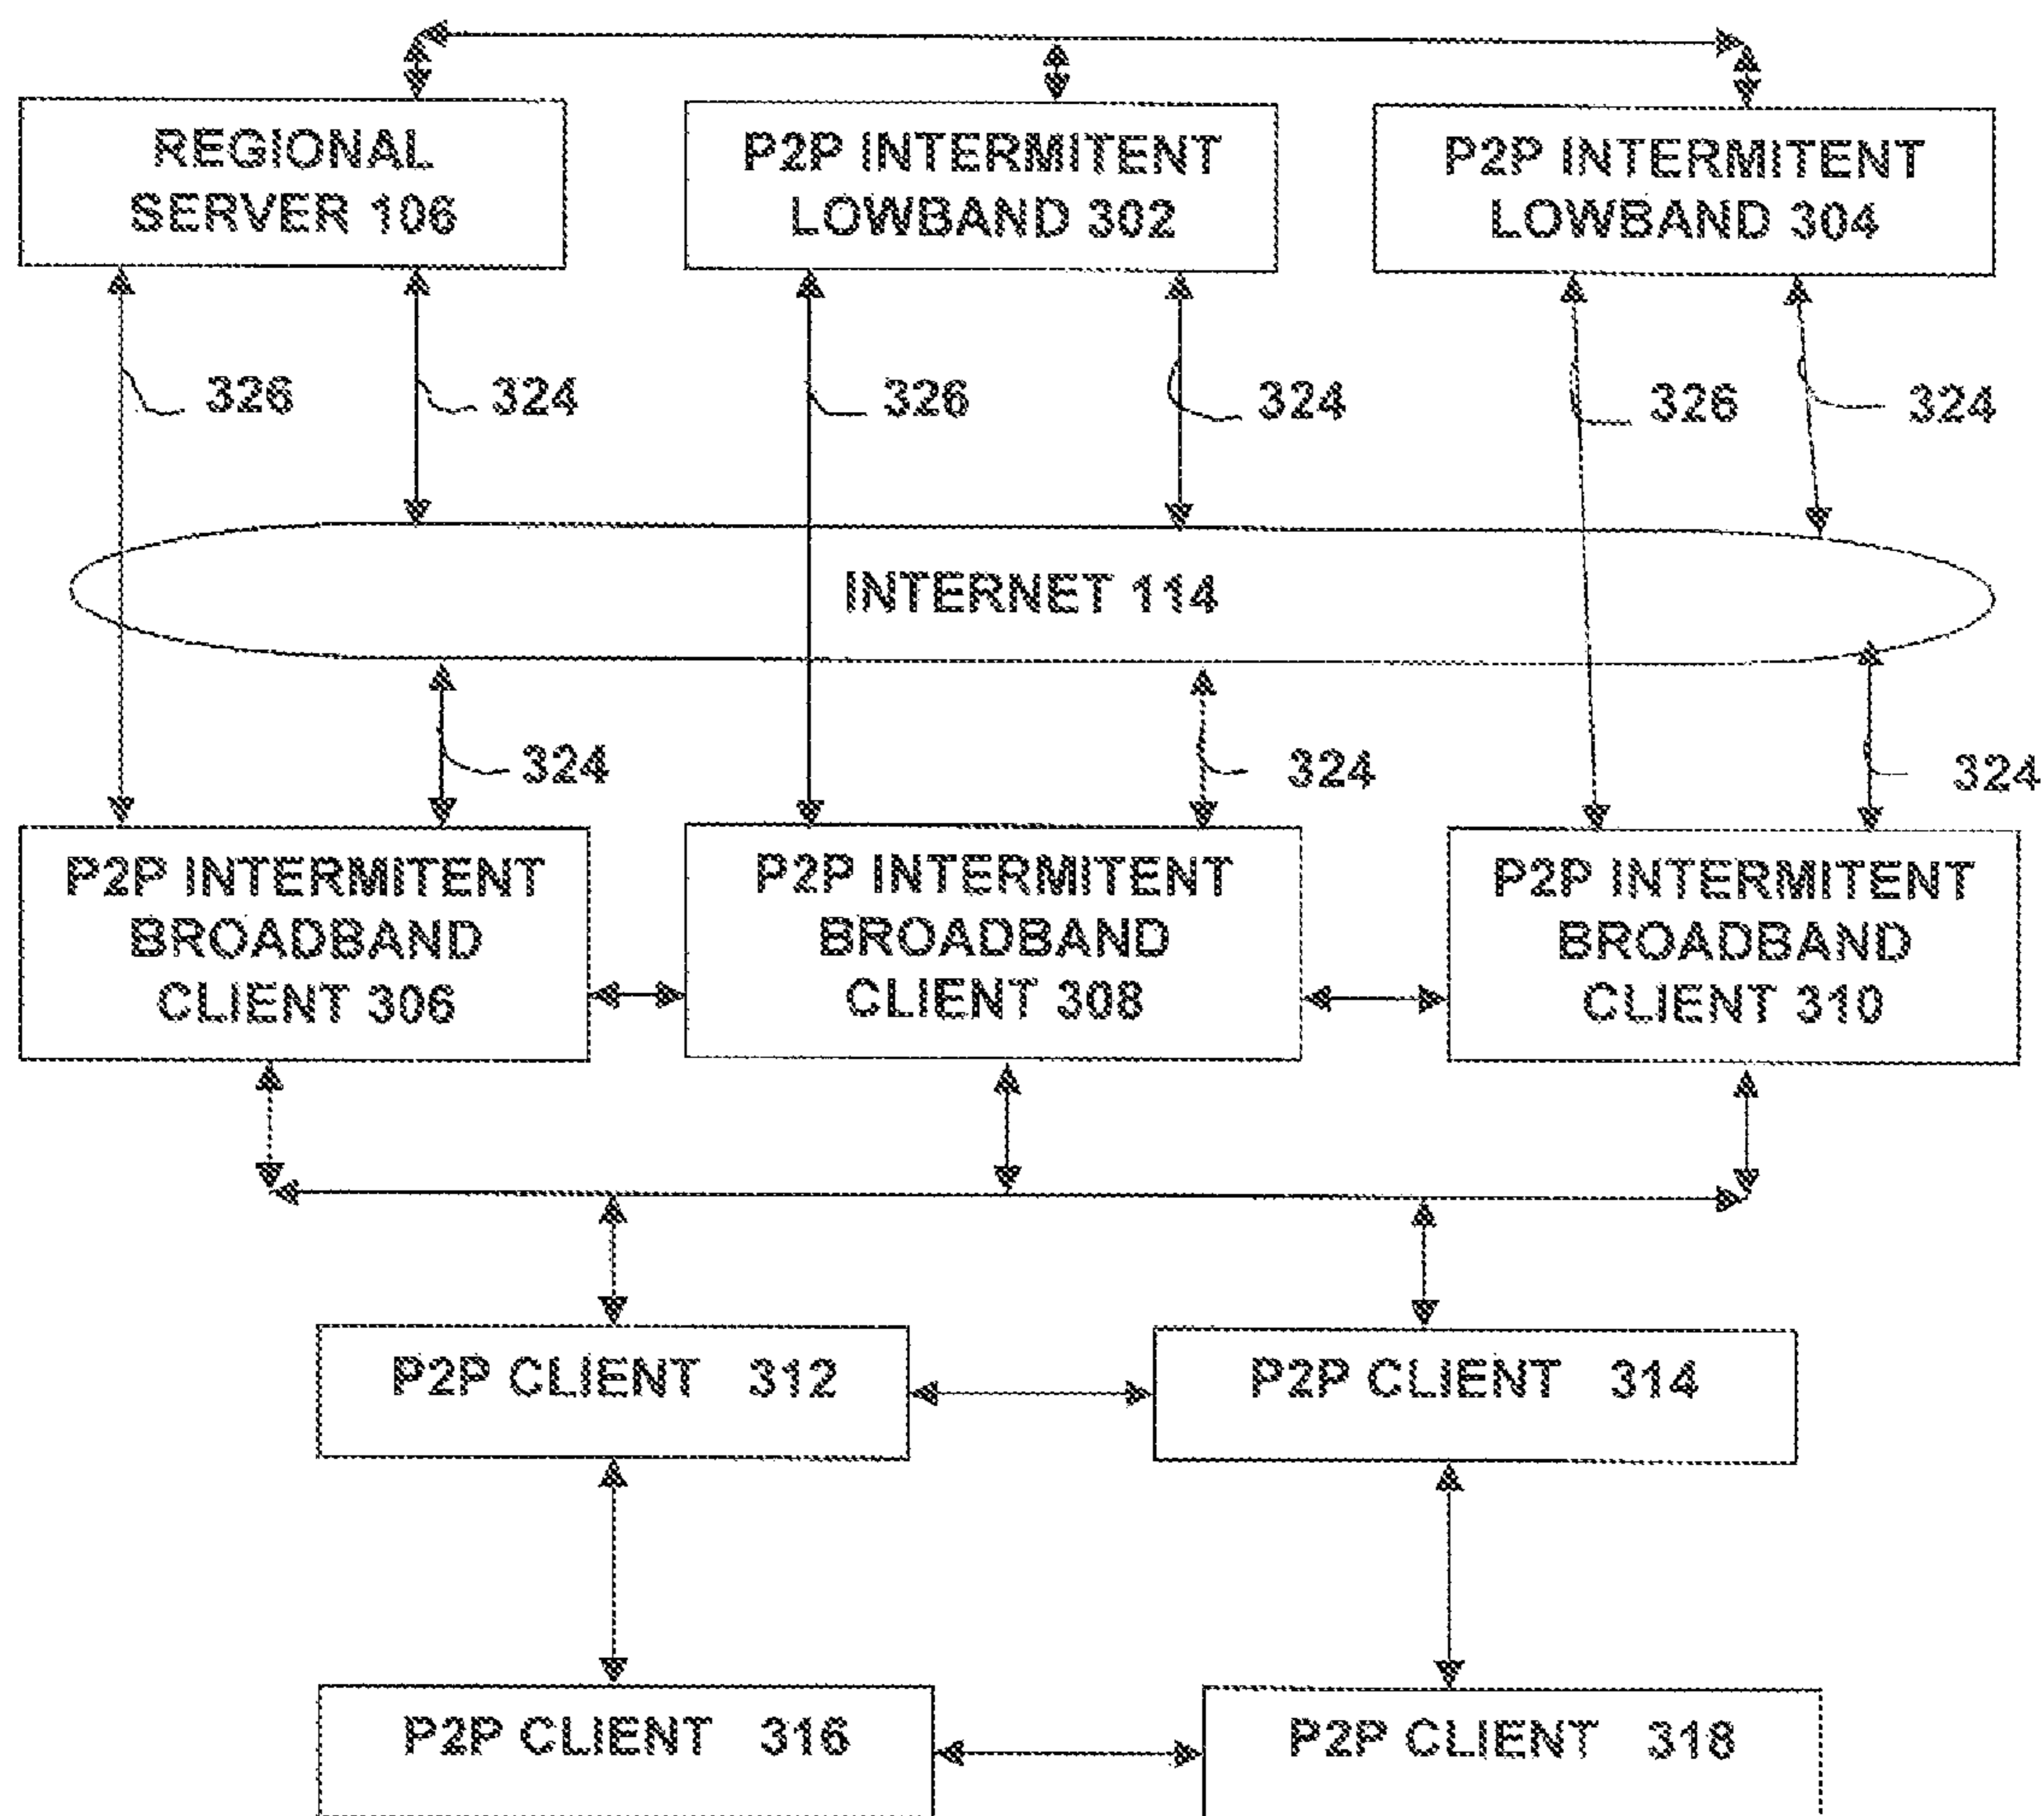 REGIONAL
SERVER 106
P2P INTERMITENT
LOWBAND 302
P2P INTERMITENT
LOWBAND 304
326
324
326
324
326
324
INTERNET 114
324
324
324
P2P INTERMITENT
BROADBAND
CLIENT 306
P2P INTERMITENT
BROADBAND
CLIENT 308
P2P INTERMITENT
BROADBAND
CLIENT 310
P2P CLIENT 312
P2P CLIENT 314
P2P CLIENT 316
P2P CLIENT 318